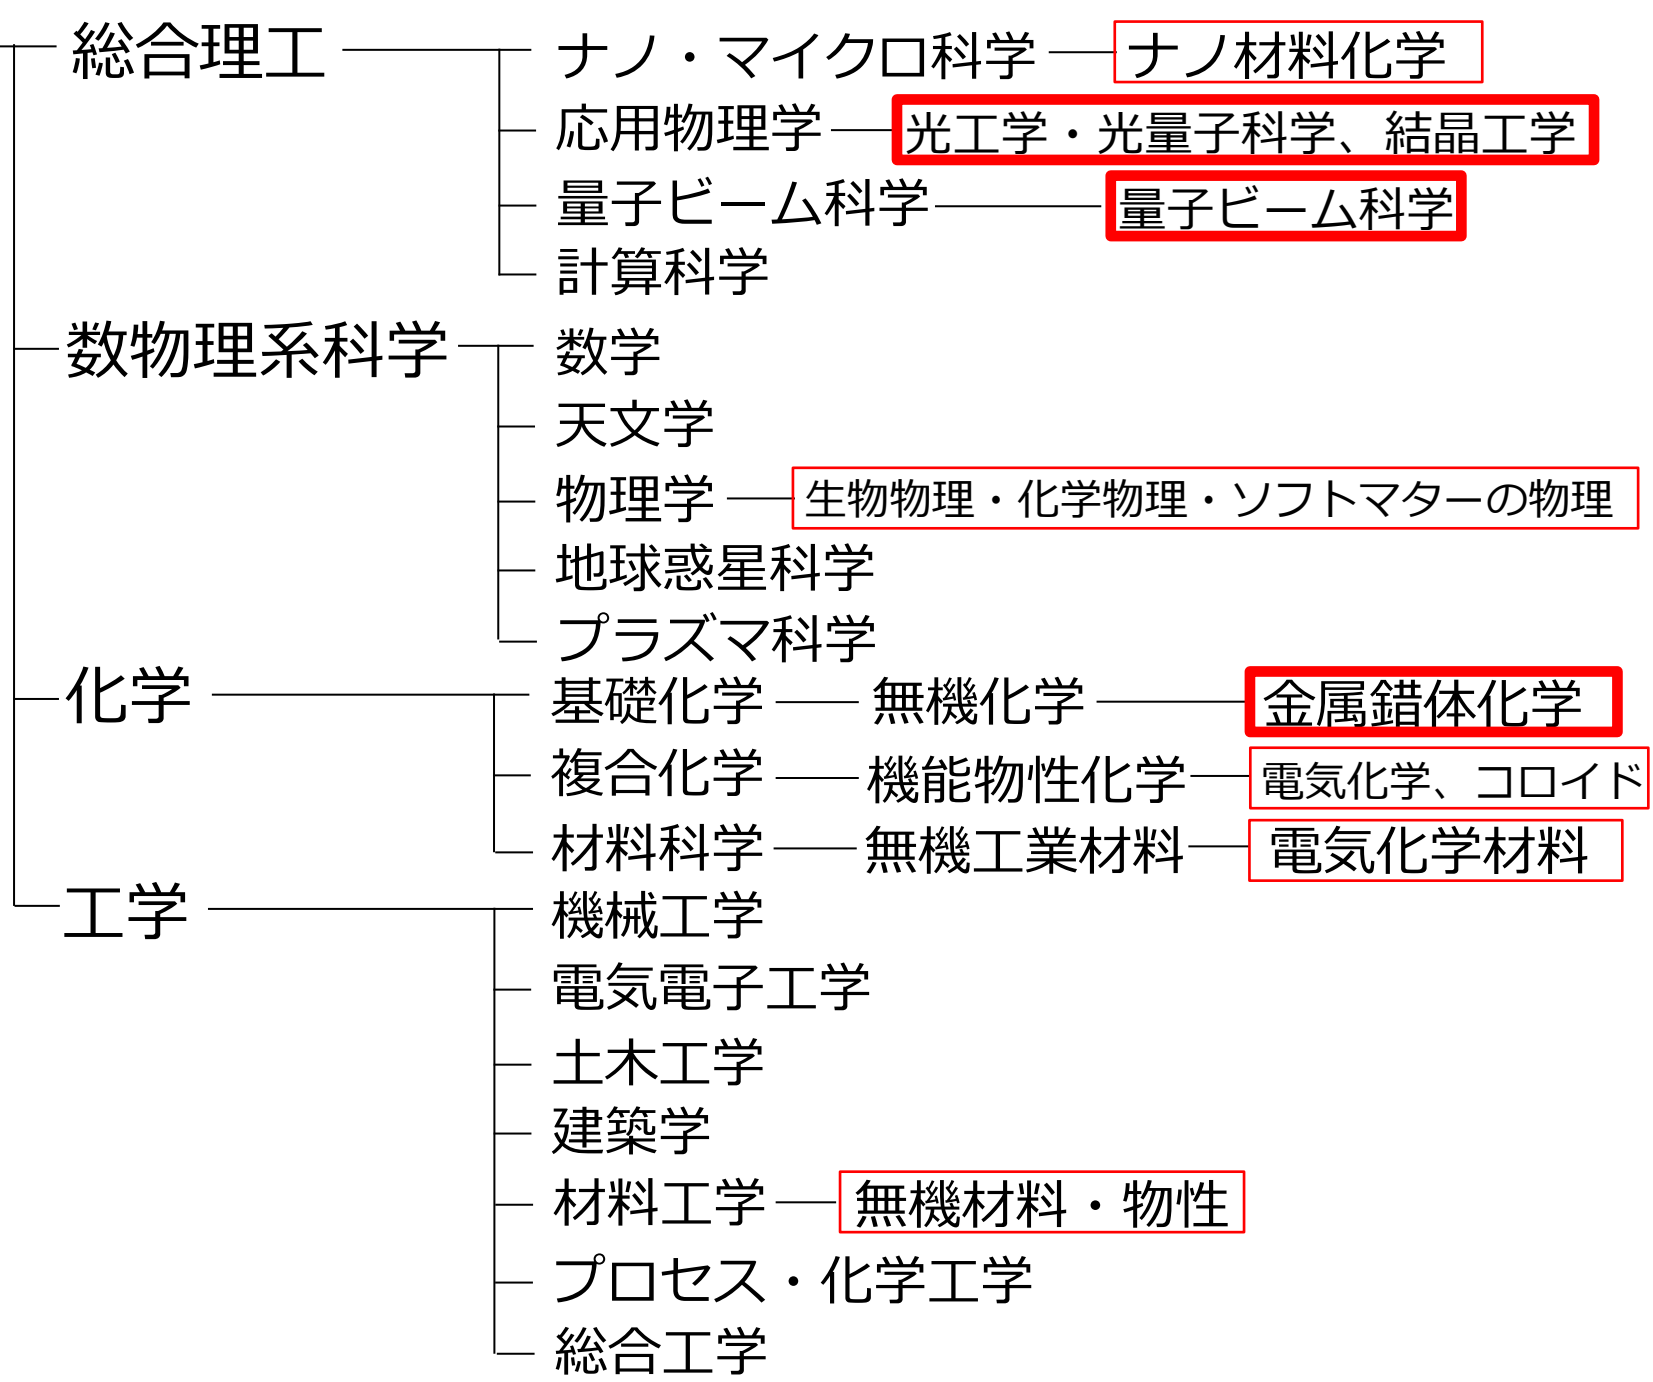 総合理工
ナノ・マイクロ科学
ナノ材料化学
応用物理学
光工学・光量子科学、結晶工学
量子ビーム科学
量子ビーム科学
計算科学
数物理系科学
数学
天文学
物理学
生物物理・化学物理・ソフトマターの物理
地球惑星科学
プラズマ科学
化学
基礎化学
無機化学
金属錯体化学
複合化学
機能物性化学
電気化学、コロイド
材料科学
無機工業材料
電気化学材料
工学
機械工学
電気電子工学
土木工学
建築学
材料工学
無機材料・物性
プロセス・化学工学
総合工学